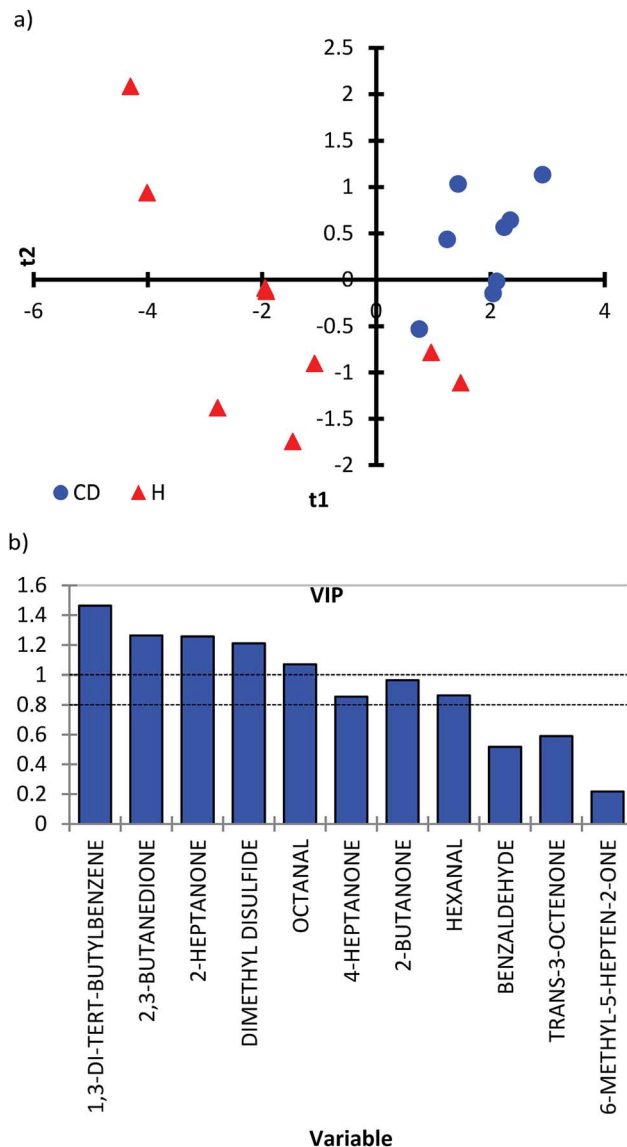 a)
2.5
2
1.5
1
0.5
0
-0.5
-1
-1.5
-2
t2
-6
-4
-2
0
2
4
CD
H
t1
b)
VIP
1.6
1.4
1.2
1
0.8
0.6
0.4
0.2
0
1,3-DI-TERT-BUTYLBENZENE
2,3-BUTANEDIONE
2-HEPTANONE
DIMETHYL DISULFIDE
OCTANAL
4-HEPTANONE
2-BUTANONE
HEXANAL
BENZALDEHYDE
TRANS-3-OCTENONE
6-METHYL-5-HEPTEN-2-ONE
Variable